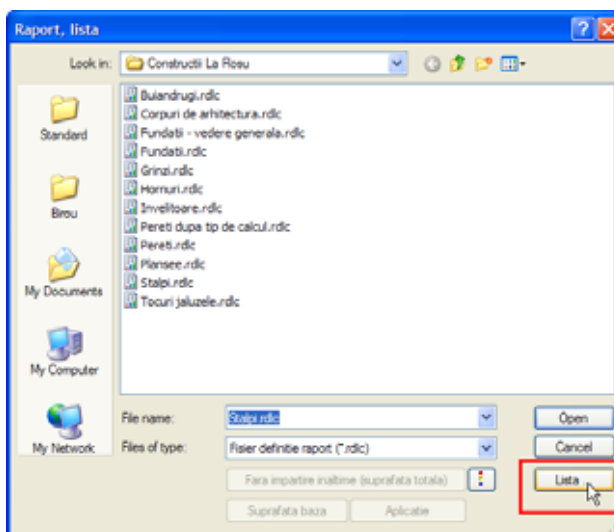 Raport, lista
Look in: Constructii La Rosu
Standard
Birou
My Documents
My Computer
My Network
Buiandrugi.rdlc
Corpuri de arhitectura.rdlc
Fundatii - vedere generala.rdlc
Fundatii.rdlc
Grinzi.rdlc
Hornuri.rdlc
Invelitoare.rdlc
Pereti dupa tip de calcul.rdlc
Pereti.rdlc
Plansee.rdlc
Stalpi.rdlc
Tocuri jaluzele.rdlc
File name: Stalpi.rdlc Open
Files of type: Fisier definitie raport (*.rdlc) Cancel
Fara impartire inaltime (suprafata totala) Lista
Suprafata baza Aplicatie